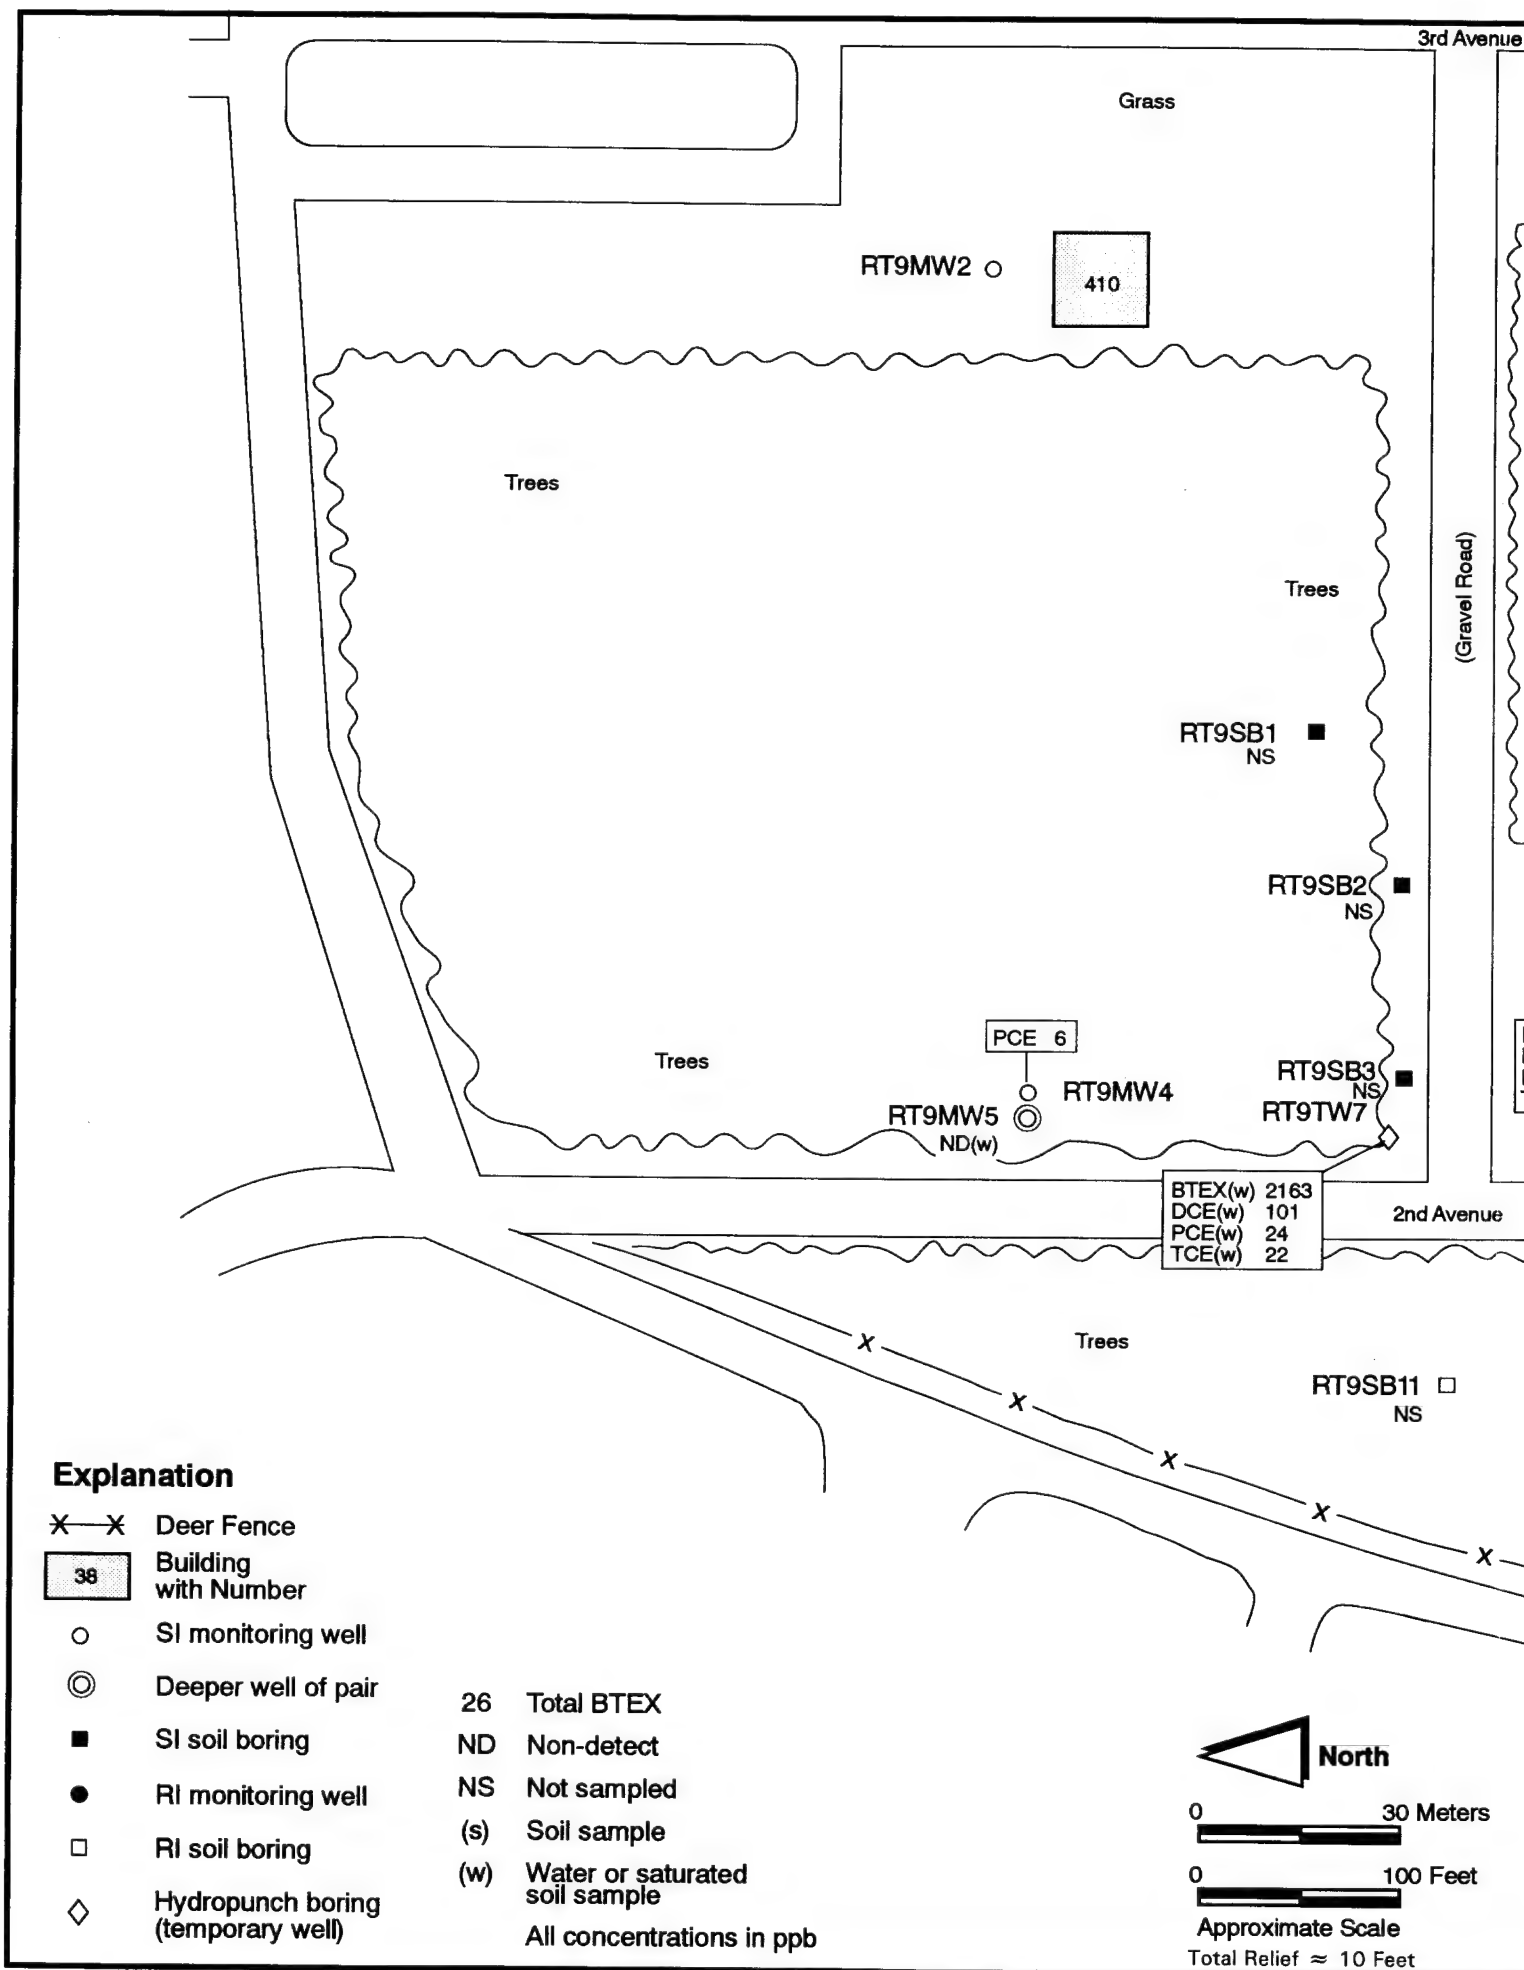 3rd Avenue
Grass
RT9MW2
410
Trees
Trees
(Gravel Road)
RT9SB1
NS
RT9SB2
NS
PCE 6
Trees
RT9SB3
NS
RT9MW4
RT9MW5
ND(w)
RT9TW7
BTEX(w) 2163
DCE(w) 101
PCE(w) 24
TCE(w) 22
2nd Avenue
X
Trees
RT9SB11
NS
X
X
X
X
Explanation
X X Deer Fence
38 Building
with Number
SI monitoring well
Deeper well of pair
SI soil boring
RI monitoring well
RI soil boring
Hydropunch boring
(temporary well)
26 Total BTEX
ND Non-detect
NS Not sampled
(s) Soil sample
(w) Water or saturated
soil sample
All concentrations in ppb
North
0 30 Meters
0 100 Feet
Approximate Scale
Total Relief ≈ 10 Feet